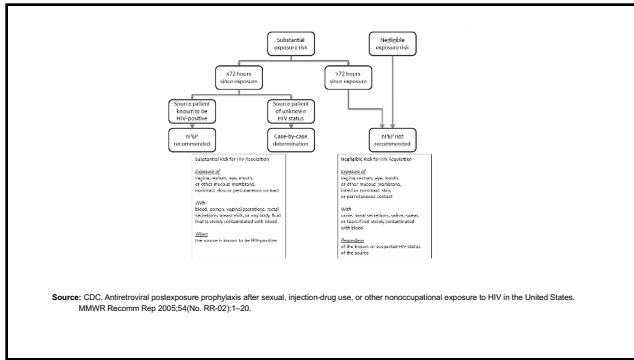 Substantial
exposure risk
Negligible
exposure risk
≤72 hours
since exposure
>72 hours
since exposure
Source patient
known to be
HIV-positive
Source patient
of unknown
HIV status
nPEP
recommended
Case-by-case
determination
nPEP not
recommended
Substantial Risk for HIV Acquisition
Exposure of
vagina, rectum, eye, mouth,
or other mucous membrane,
nonintact skin, or percutaneous contact
With
blood, semen, vaginal secretions, rectal
secretions, breast milk, or any body fluid
that is visibly contaminated with blood
When
the source is known to be HIV-positive
Negligible Risk for HIV Acquisition
Exposure of
vagina, rectum, eye, mouth,
or other mucous membrane,
intact or nonintact skin,
or percutaneous contact
With
urine, nasal secretions, saliva, sweat,
or tears if not visibly contaminated
with blood
Regardless
of the known or suspected HIV status
of the source
Source: CDC. Antiretroviral postexposure prophylaxis after sexual, injection-drug use, or other nonoccupational exposure to HIV in the United States.
MMWR Recomm Rep 2005;54(No. RR-02):1–20.